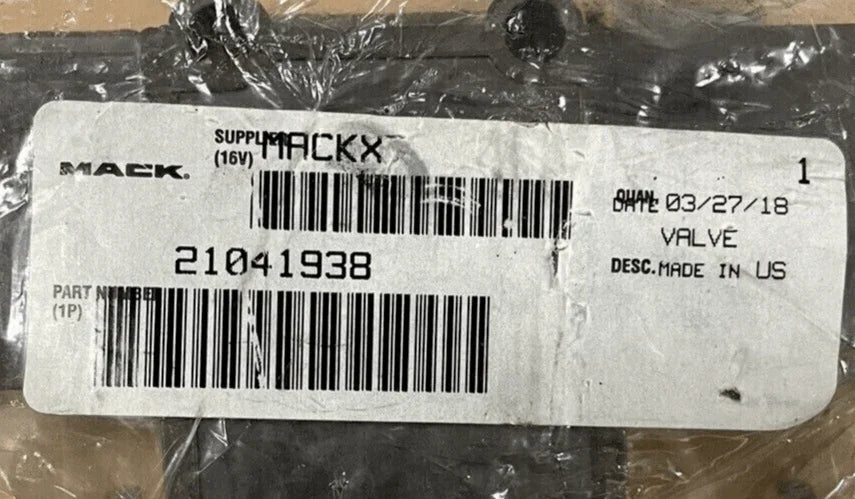 SUPPLIER MACKX
(16V)
MACK.
1
QUAN.
DATE 03/27/18
VALVE
DESC. MADE IN US
21041938
PART NUMBER
(1P)